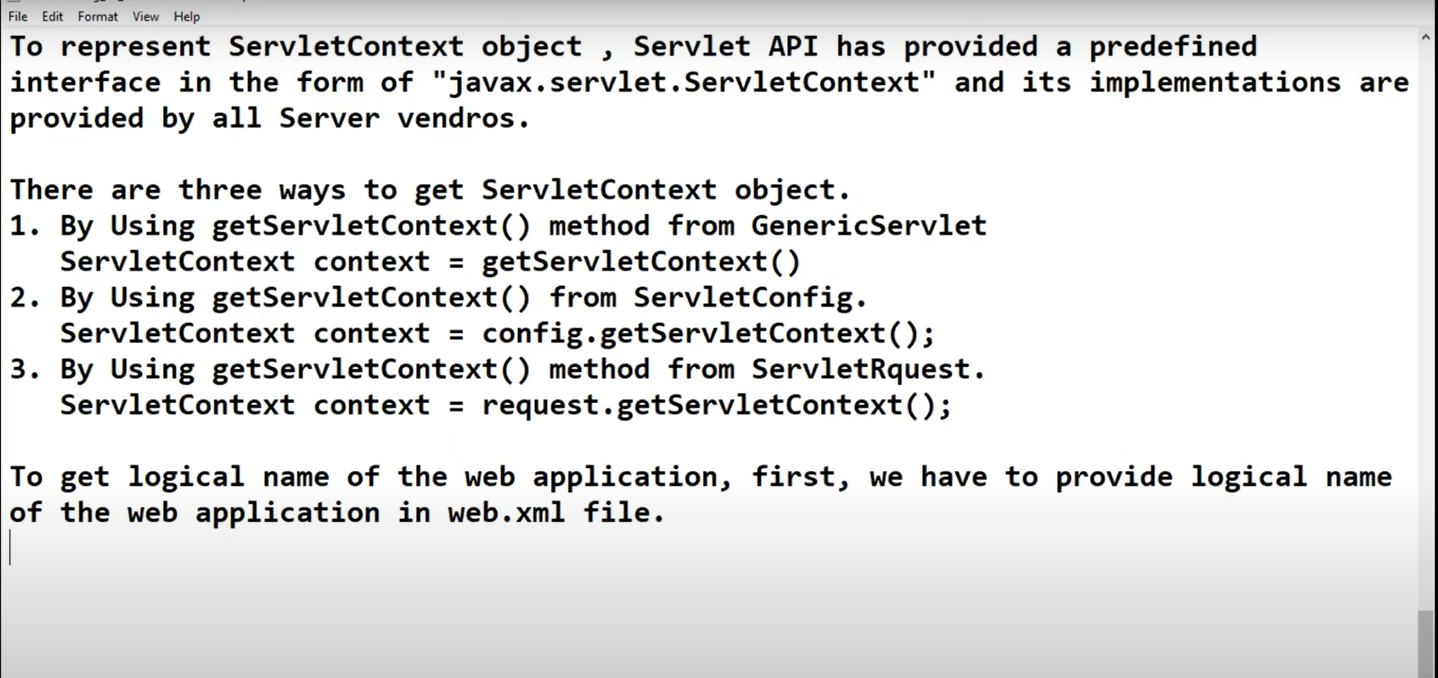 File Edit Format View Help
To represent ServletContext object , Servlet API has provided a predefined
interface in the form of "javax.servlet.ServletContext" and its implementations are
provided by all Server vendros.
There are three ways to get ServletContext object.
1. By Using getServletContext() method from GenericServlet
ServletContext context = getServletContext()
2. By Using getServletContext() from ServletConfig.
ServletContext context = config.getServletContext();
3. By Using getServletContext() method from ServletRquest.
ServletContext context = request.getServletContext();
To get logical name of the web application, first, we have to provide logical name
of the web application in web.xml file.